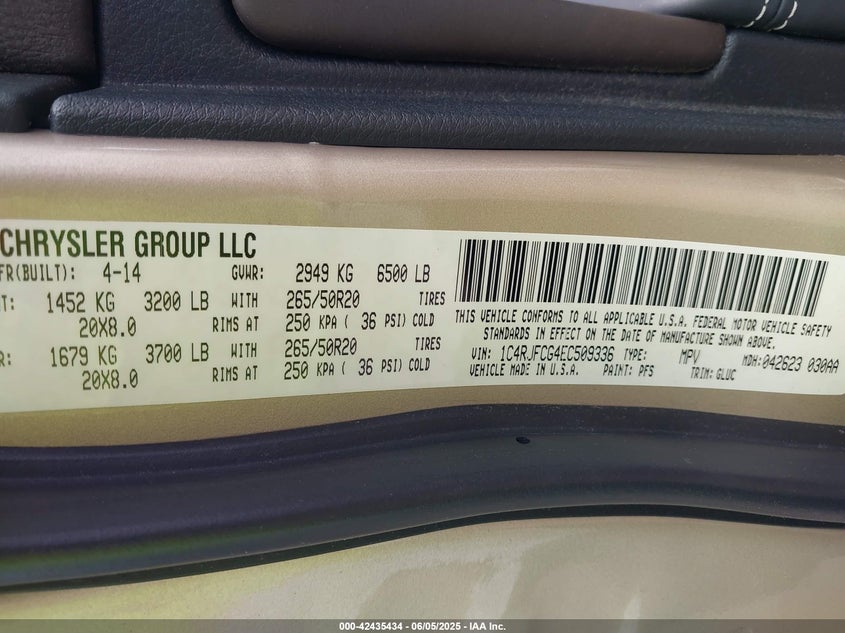 CHRYSLER GROUP LLC
FR(BUILT): 4-14 GVWR: 2949 KG 6500 LB
T: 1452 KG 3200 LB WITH 265/50R20 TIRES
20X8.0 RIMS AT 250 KPA ( 36 PSI) COLD
R: 1679 KG 3700 LB WITH 265/50R20 TIRES
20X8.0 RIMS AT 250 KPA ( 36 PSI) COLD
THIS VEHICLE CONFORMS TO ALL APPLICABLE U.S.A. FEDERAL MOTOR VEHICLE SAFETY
STANDARDS IN EFFECT ON THE DATE OF MANUFACTURE SHOWN ABOVE.
VIN: 1C4RJFCG4EC509336 TYPE: MPV MDH:042623 030AA
VEHICLE MADE IN U.S.A. PAINT: PFS TRIM: GLUC
000-42435434 - 06/05/2025 - IAA Inc.